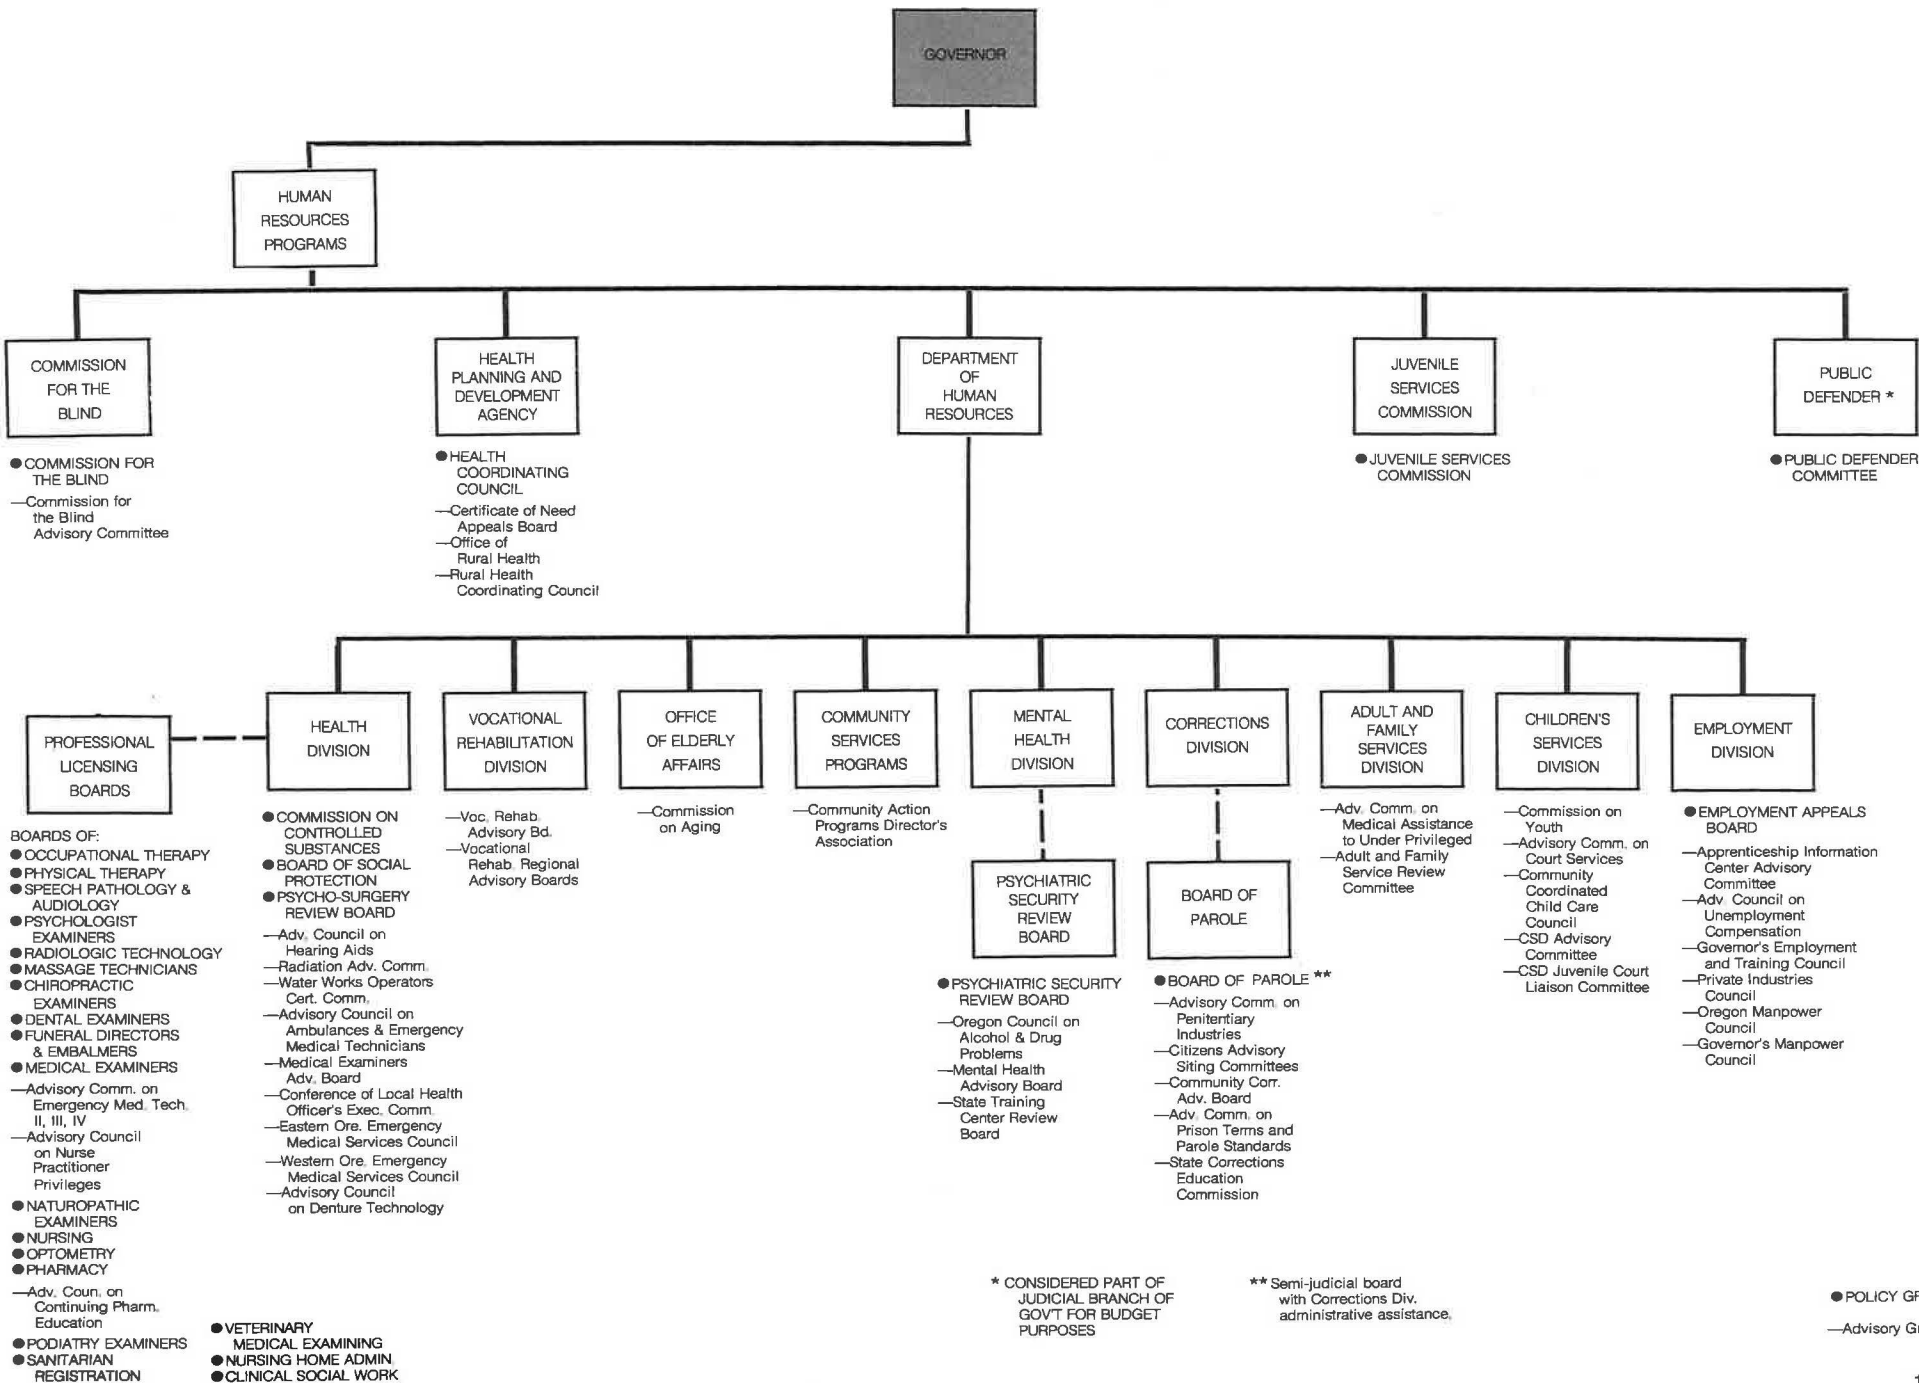 GOVERNOR
HUMAN
RESOURCES
PROGRAMS
COMMISSION
FOR THE
BLIND
● COMMISSION FOR
THE BLIND
—Commission for
the Blind
Advisory Committee
HEALTH
PLANNING AND
DEVELOPMENT
AGENCY
● HEALTH
COORDINATING
COUNCIL
—Certificate of Need
Appeals Board
—Office of
Rural Health
—Rural Health
Coordinating Council
DEPARTMENT
OF
HUMAN
RESOURCES
JUVENILE
SERVICES
COMMISSION
● JUVENILE SERVICES
COMMISSION
PUBLIC
DEFENDER *
● PUBLIC DEFENDER
COMMITTEE
PROFESSIONAL
LICENSING
BOARDS
BOARDS OF:
● OCCUPATIONAL THERAPY
● PHYSICAL THERAPY
● SPEECH PATHOLOGY &
AUDIOLOGY
● PSYCHOLOGIST
EXAMINERS
● RADIOLOGIC TECHNOLOGY
● MASSAGE TECHNICIANS
● CHIROPRACTIC
EXAMINERS
● DENTAL EXAMINERS
● FUNERAL DIRECTORS
& EMBALMERS
● MEDICAL EXAMINERS
—Advisory Comm. on
Emergency Med. Tech.
II, III, IV
—Advisory Council
on Nurse
Practitioner
Privileges
● NATUROPATHIC
EXAMINERS
● NURSING
● OPTOMETRY
● PHARMACY
—Adv. Coun. on
Continuing Pharm.
Education
● PODIATRY EXAMINERS
● SANITARIAN
REGISTRATION
● VETERINARY
MEDICAL EXAMINING
● NURSING HOME ADMIN.
● CLINICAL SOCIAL WORK
HEALTH
DIVISION
● COMMISSION ON
CONTROLLED
SUBSTANCES
● BOARD OF SOCIAL
PROTECTION
● PSYCHO-SURGERY
REVIEW BOARD
—Adv. Council on
Hearing Aids
—Radiation Adv. Comm.
—Water Works Operators
Cert. Comm.
—Advisory Council on
Ambulances & Emergency
Medical Technicians
—Medical Examiners
Adv. Board
—Conference of Local Health
Officer's Exec. Comm.
—Eastern Ore. Emergency
Medical Services Council
—Western Ore. Emergency
Medical Services Council
—Advisory Council
on Denture Technology
VOCATIONAL
REHABILITATION
DIVISION
—Voc. Rehab.
Advisory Bd.
—Vocational
Rehab. Regional
Advisory Boards
OFFICE
OF ELDERLY
AFFAIRS
—Commission
on Aging
COMMUNITY
SERVICES
PROGRAMS
—Community Action
Programs Director's
Association
MENTAL
HEALTH
DIVISION
PSYCHIATRIC
SECURITY
REVIEW
BOARD
● PSYCHIATRIC SECURITY
REVIEW BOARD
—Oregon Council on
Alcohol & Drug
Problems
—Mental Health
Advisory Board
—State Training
Center Review
Board
CORRECTIONS
DIVISION
BOARD OF
PAROLE
● BOARD OF PAROLE **
—Advisory Comm. on
Penitentiary
Industries
—Citizens Advisory
Siting Committees
—Community Corr.
Adv. Board
—Adv. Comm. on
Prison Terms and
Parole Standards
—State Corrections
Education
Commission
ADULT AND
FAMILY
SERVICES
DIVISION
—Adv. Comm. on
Medical Assistance
to Under Privileged
—Adult and Family
Service Review
Committee
CHILDREN'S
SERVICES
DIVISION
—Commission on
Youth
—Advisory Comm. on
Court Services
—Community
Coordinated
Child Care
Council
—CSD Advisory
Committee
—CSD Juvenile Court
Liaison Committee
EMPLOYMENT
DIVISION
● EMPLOYMENT APPEALS
BOARD
—Apprenticeship Information
Center Advisory
Committee
—Adv. Council on
Unemployment
Compensation
—Governor's Employment
and Training Council
—Private Industries
Council
—Oregon Manpower
Council
—Governor's Manpower
Council
* CONSIDERED PART OF
JUDICIAL BRANCH OF
GOV'T FOR BUDGET
PURPOSES
** Semi-judicial board
with Corrections Div.
administrative assistance.
● POLICY
—Advisory